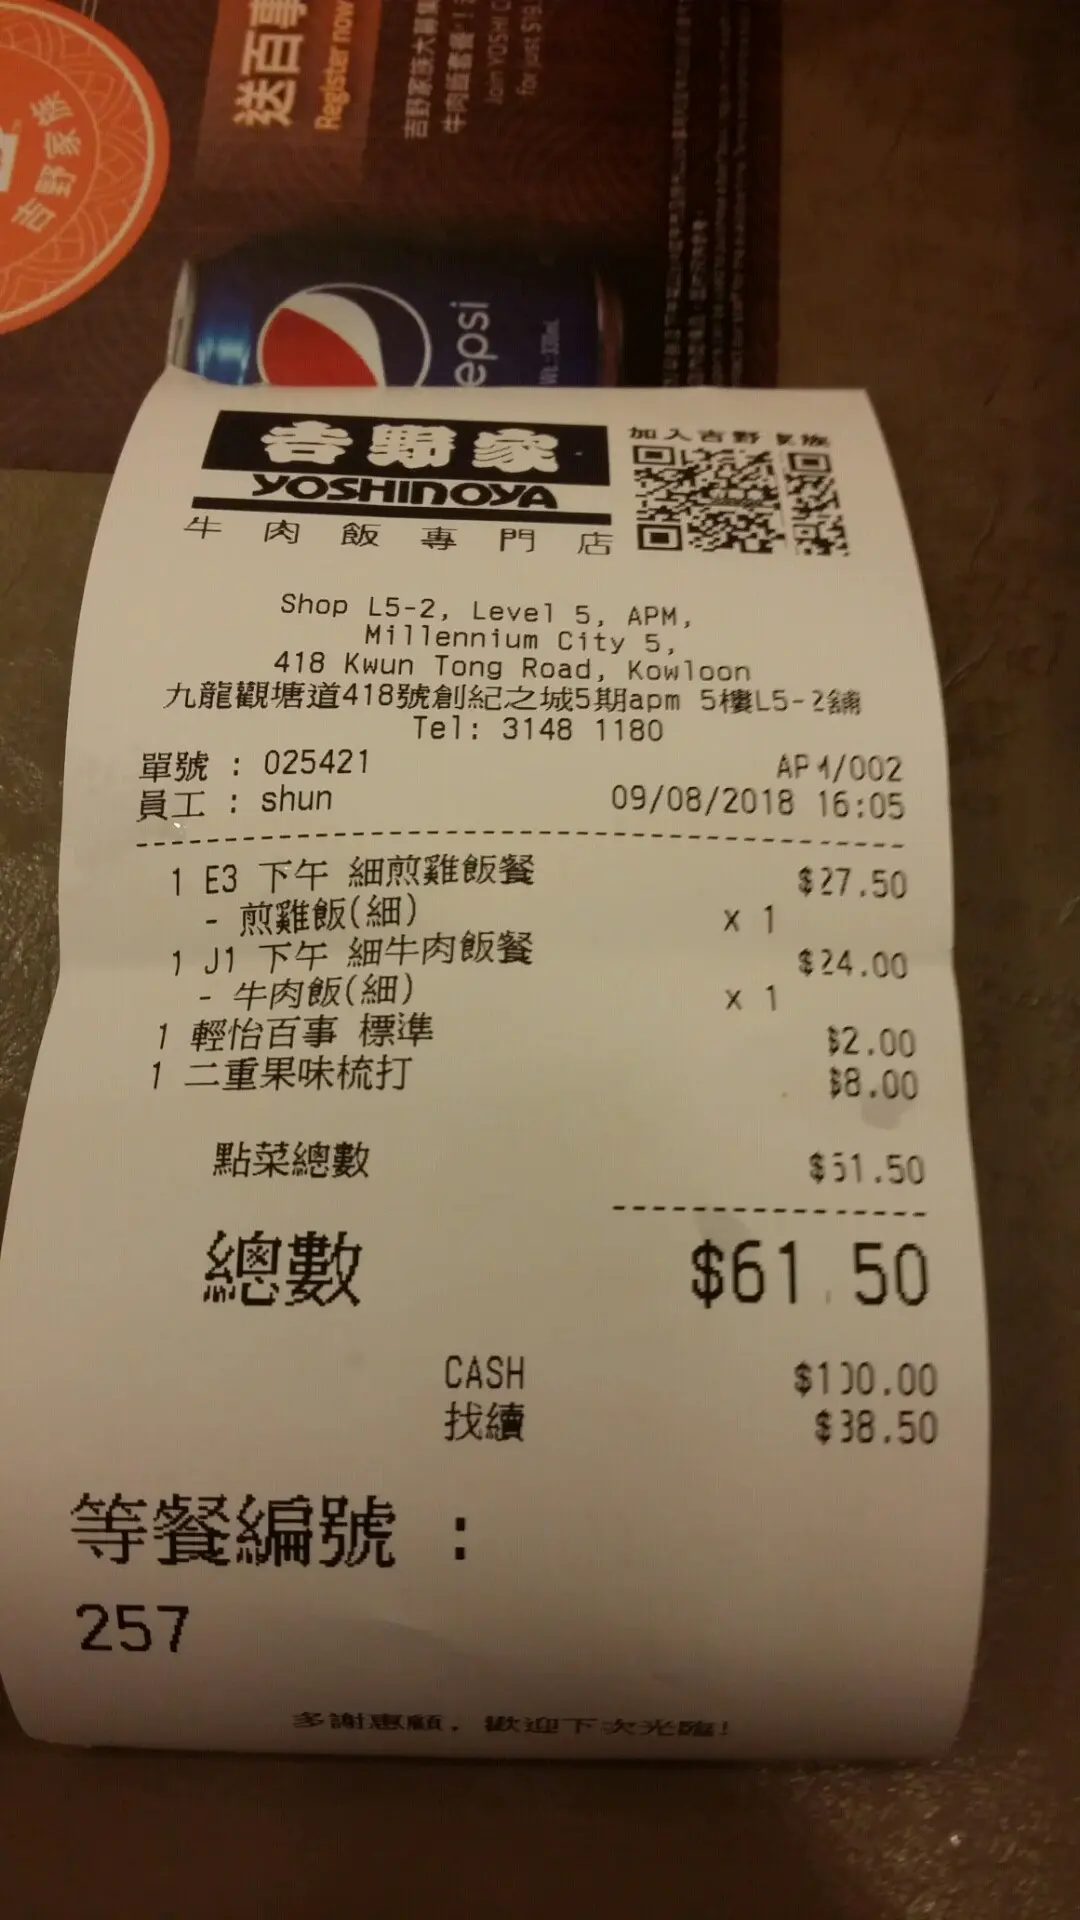 送百事
Register now
吉野家
epsi
吉野家
YOSHINOYA
牛肉飯專門店
加入吉野家族
Shop L5-2, Level 5, APM,
Millennium City 5,
418 Kwun Tong Road, Kowloon
九龍觀塘道418號創紀之城5期apm 5樓L5-2舖
Tel: 3148 1180
單號 : 025421 APM/002
員工 : shun 09/08/2018 16:05
1 E3 下午 細煎雞飯餐 $27.50
- 煎雞飯(細) x 1
1 J1 下午 細牛肉飯餐 $24.00
- 牛肉飯(細) x 1
1 輕怡百事 標準 $2.00
1 二重果味梳打 $8.00
點菜總數 $61.50
總數 $61.50
CASH $100.00
找續 $38.50
等餐編號 :
257
多謝惠顧, 歡迎下次光臨!